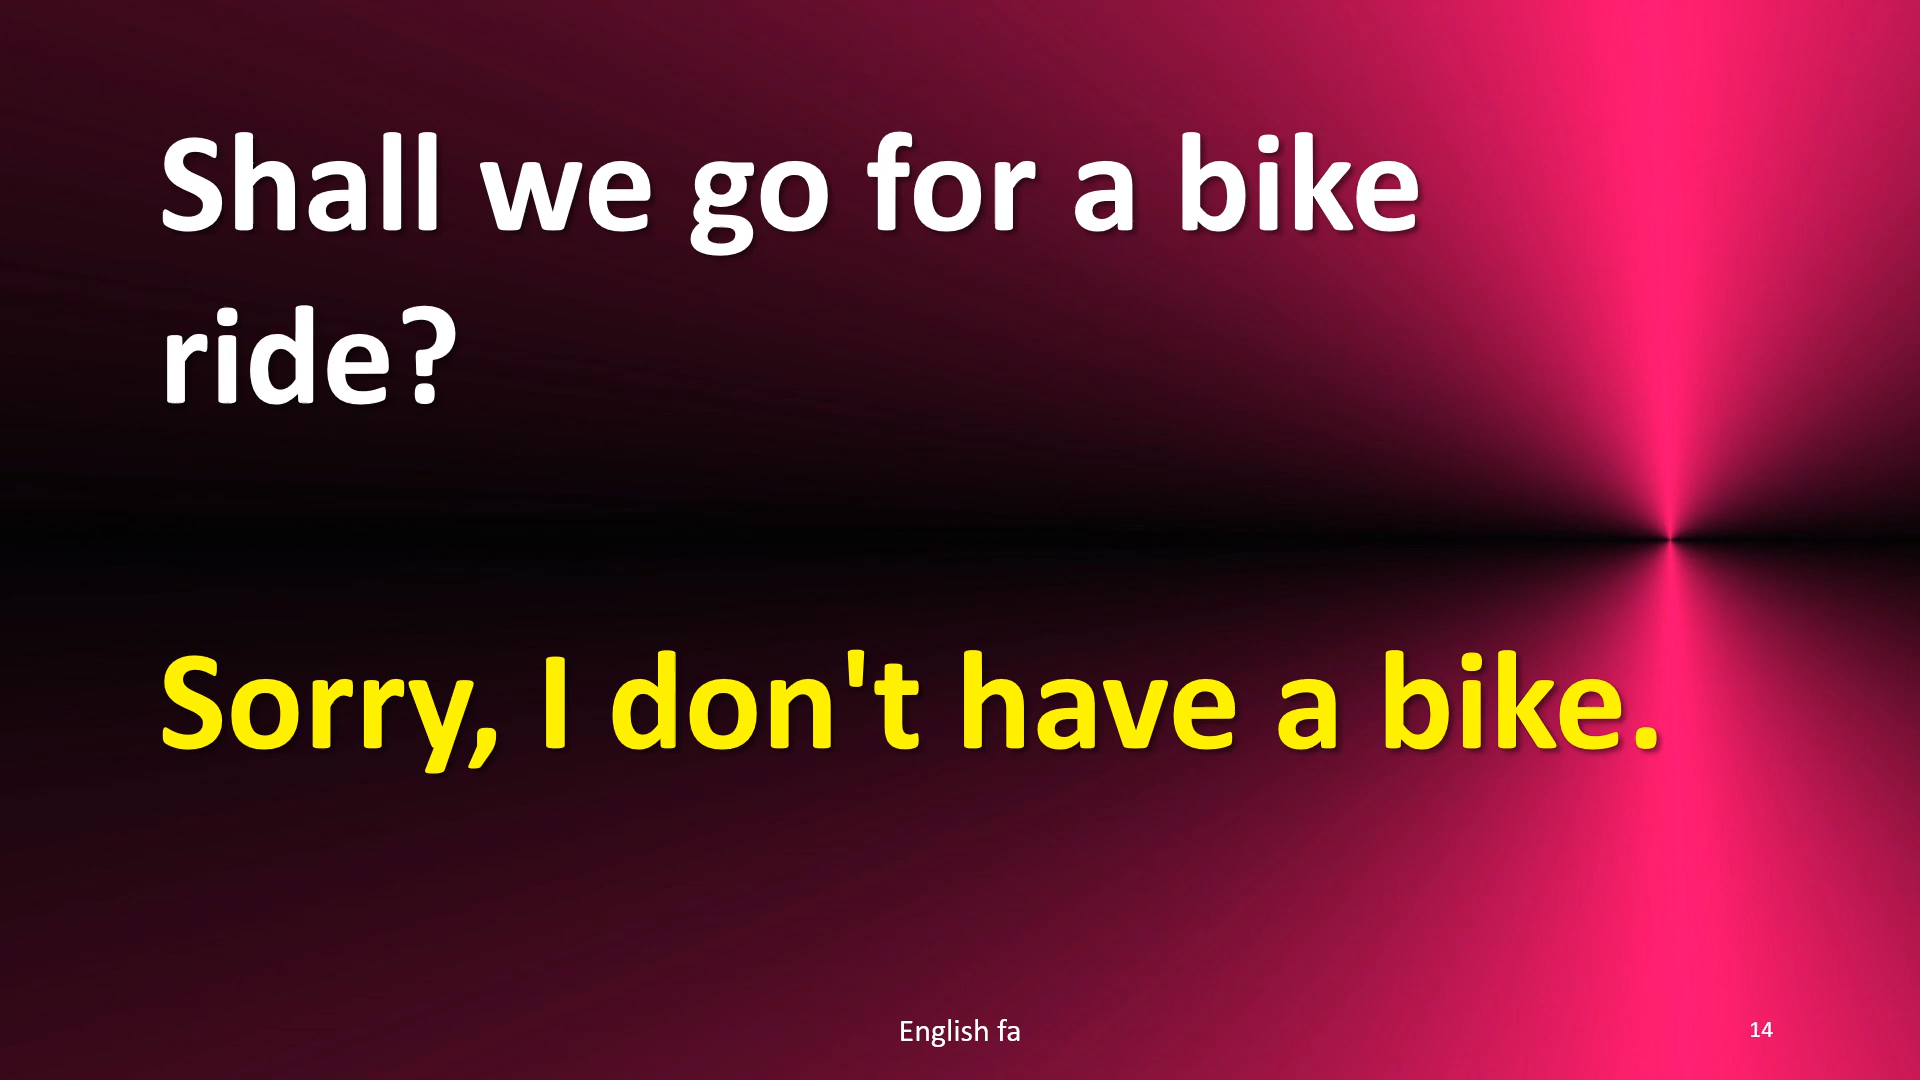 Shall we go for a bike
ride?
Sorry, I don't have a bike.
English fa
14